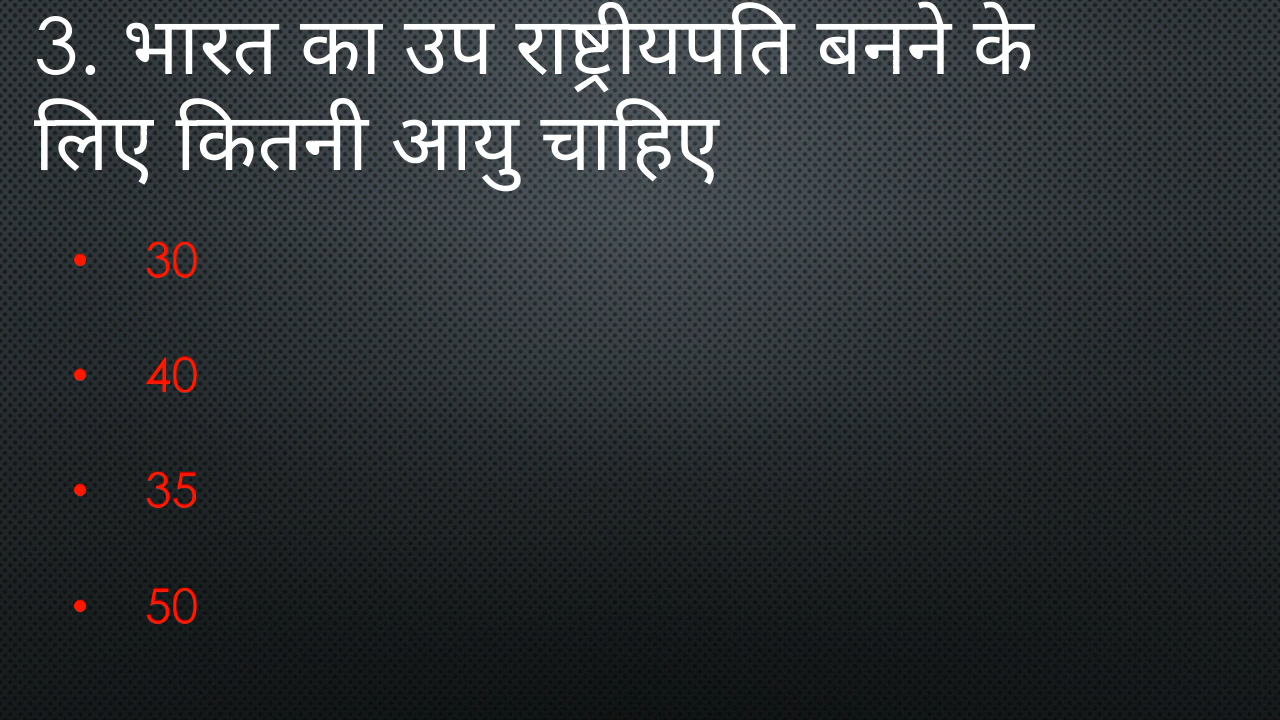 3. भारत का उप राष्ट्रीयपति बनने के
लिए कितनी आयु चाहिए
• 30
• 40
• 35
• 50